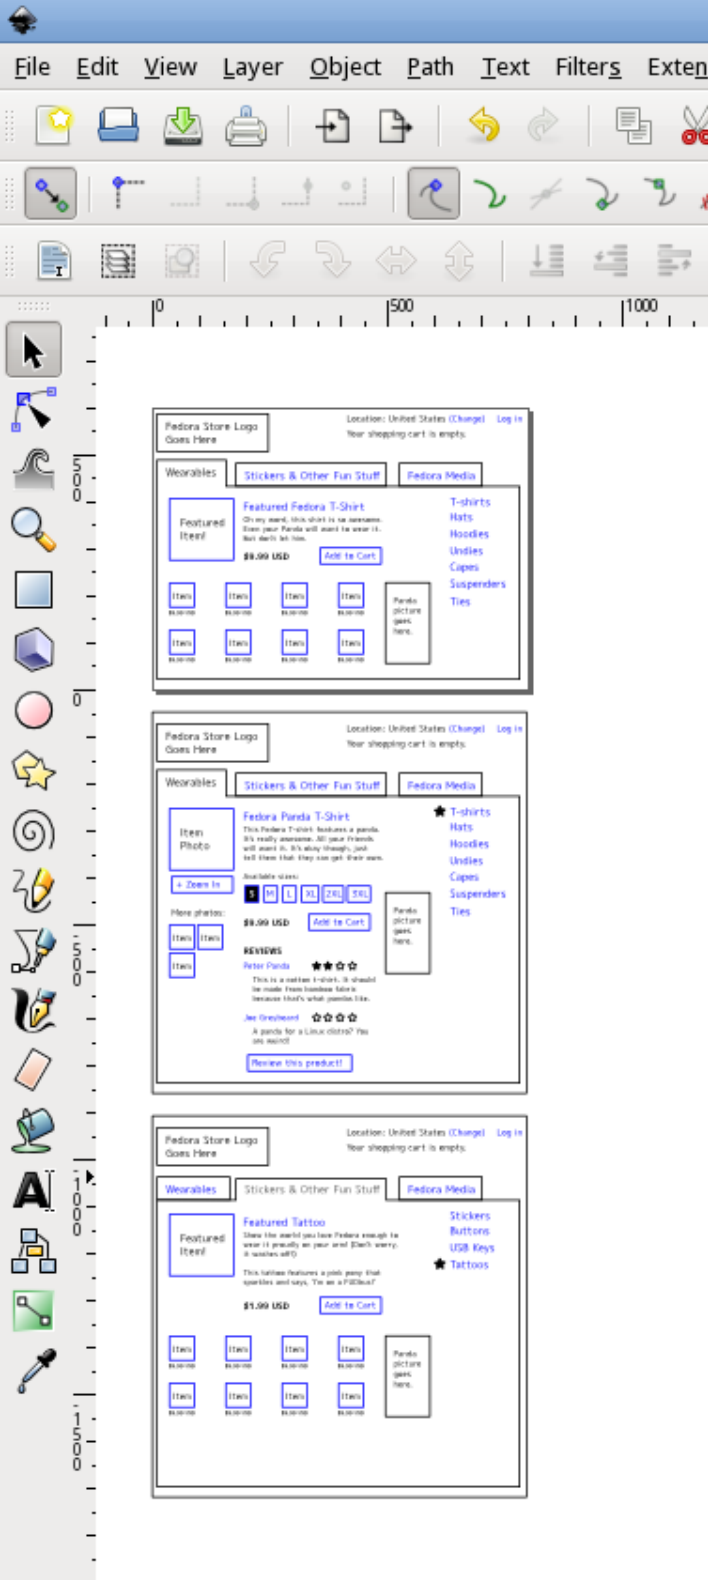 File Edit View Layer Object Path Text Filters Exten
0 500 1000
Fedora Store Logo
Goes Here
Location: United States (Change) Log in
Your shopping cart is empty.
Wearables Stickers & Other Fun Stuff Fedora Media
Featured
Item!
Featured Fedora T-Shirt
Oh my word, this shirt is so awesome.
Even your Panda will want to wear it.
But don't let him.
$9.99 USD Add to Cart
T-shirts
Hats
Hoodies
Undies
Capes
Suspenders
Ties
Item Item Item Item
Item Item Item Item
Panda
picture
goes
here.
500
0
-500
-1000
-1500
Fedora Store Logo
Goes Here
Location: United States (Change) Log in
Your shopping cart is empty.
Wearables Stickers & Other Fun Stuff Fedora Media
Item
Photo
+ Zoom In
More photos:
Item Item
Item
Fedora Panda T-Shirt
This Fedora T-shirt features a panda.
It's really awesome. All your friends
will want it. It's okay though, just
tell them that they can get their own.
Available sizes:
S M L XL 2XL 3XL
$9.99 USD Add to Cart
REVIEWS
Peter Panda
This is a cotton t-shirt. It should
be made from bamboo fabric
because that's what pandas like.
Joe Greybeard
A panda for a Linux distro? You
are weird!
Review this product!
T-shirts
Hats
Hoodies
Undies
Capes
Suspenders
Ties
Panda
picture
goes
here.
Fedora Store Logo
Goes Here
Location: United States (Change) Log in
Your shopping cart is empty.
Wearables Stickers & Other Fun Stuff Fedora Media
Featured
Item!
Featured Tattoo
Show the world you love Fedora enough to
wear it proudly on your arm! (Don't worry,
it washes off!)
This tattoo features a pink pony that
sparkles and says, "I'm on a
$1.99 USD Add to Cart
Stickers
Buttons
USB Keys
Tattoos
Item Item Item Item
Item Item Item Item
Panda
picture
goes
here.